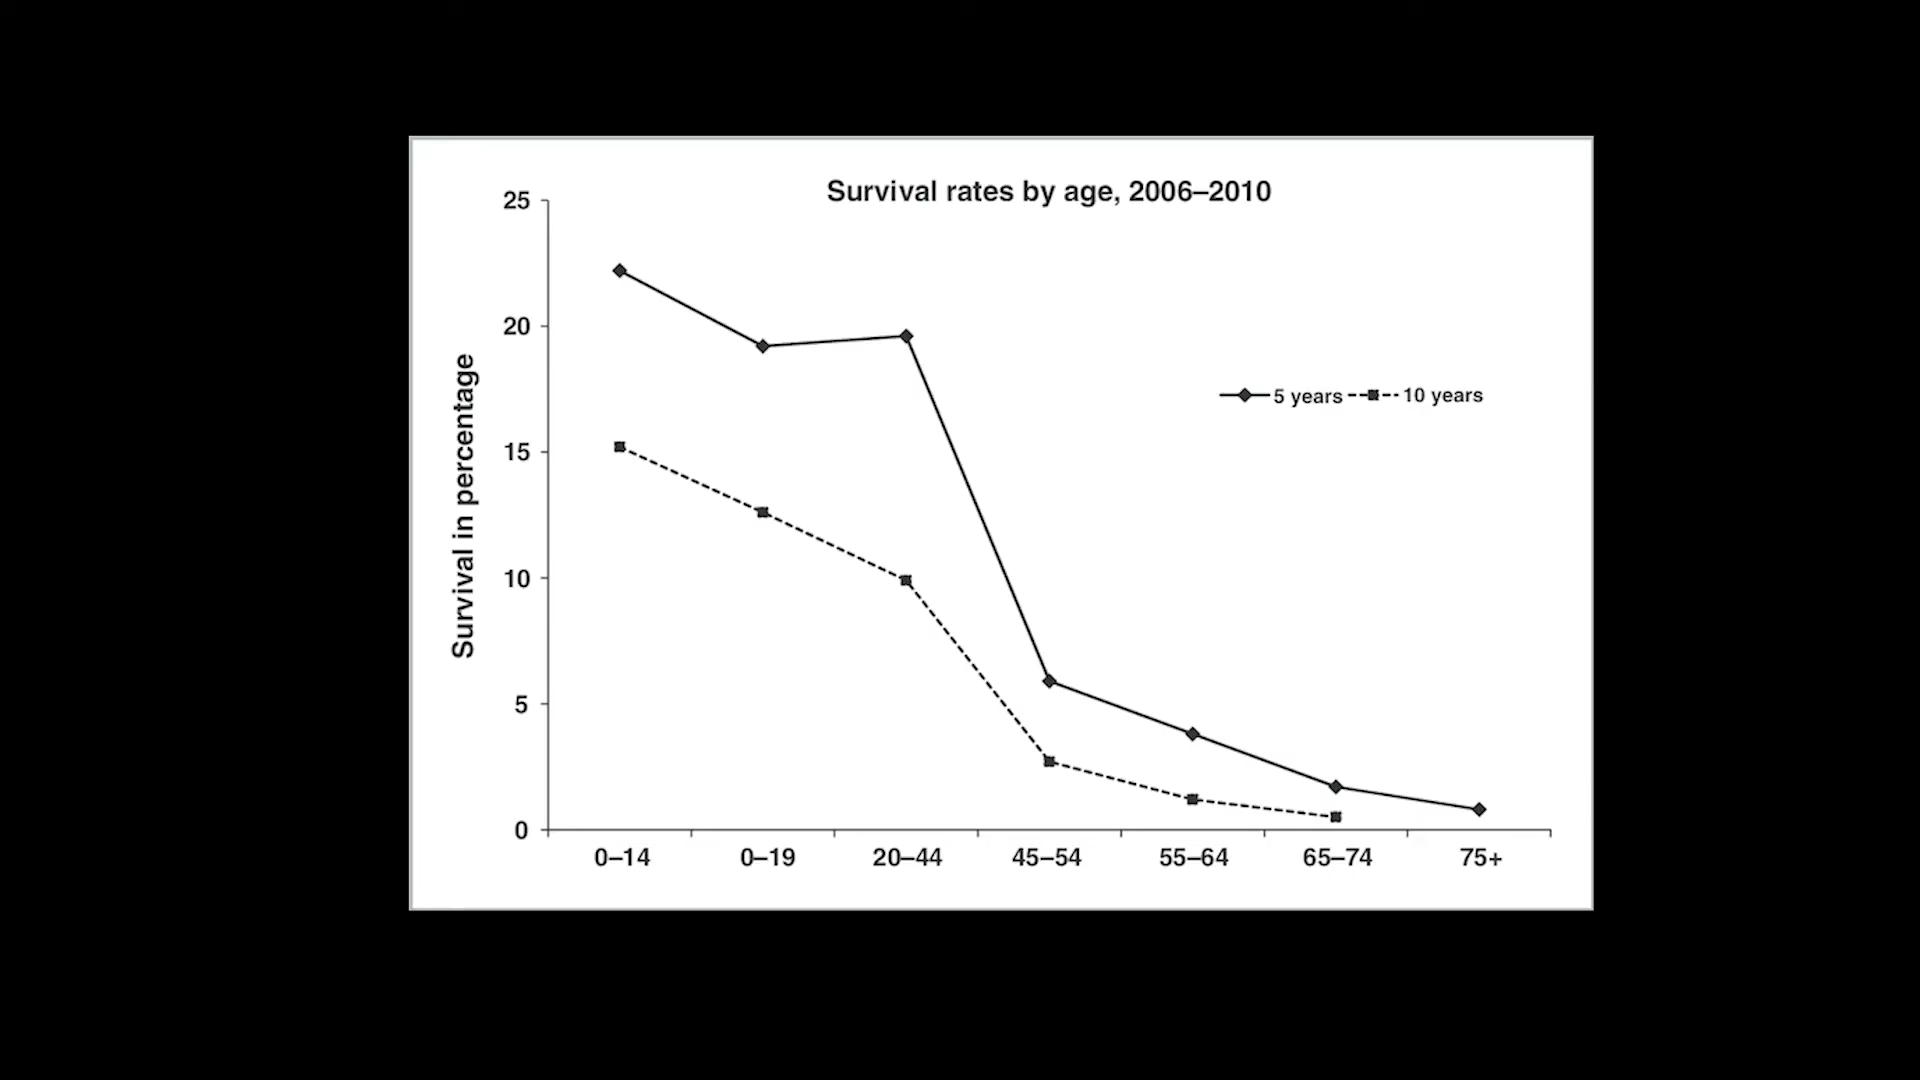 Survival rates by age, 2006–2010
25
20
15
10
5
0
Survival in percentage
5 years 10 years
0–14 0–19 20–44 45–54 55–64 65–74 75+